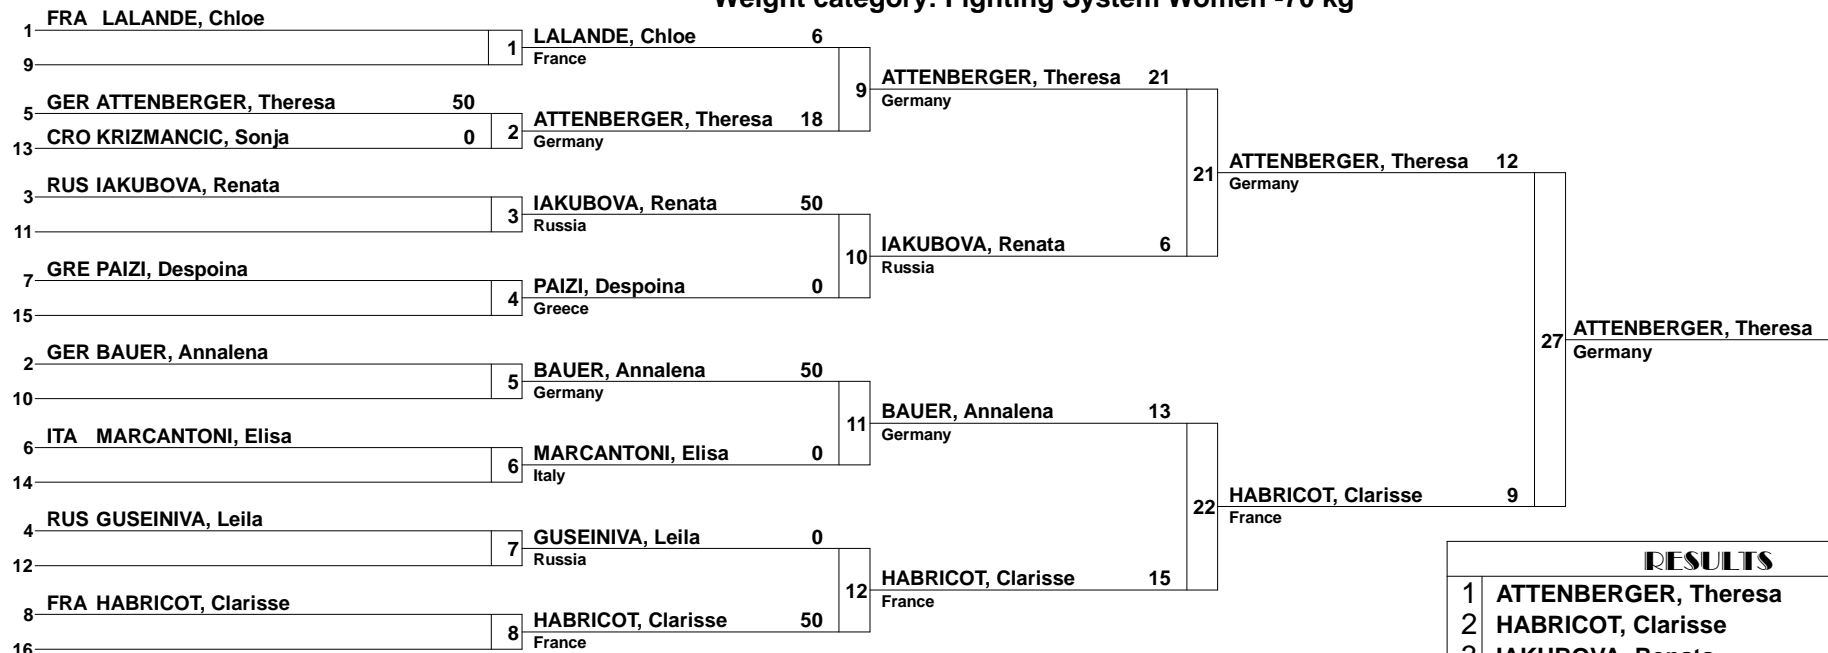 Weight category: Fighting System Women -70 kg
1 FRA LALANDE, Chloe
9
1 LALANDE, Chloe 6
France
5 GER ATTENBERGER, Theresa 50
13 CRO KRIZMANCIC, Sonja 0
2 ATTENBERGER, Theresa 18
Germany
9 ATTENBERGER, Theresa 21
Germany
3 RUS IAKUBOVA, Renata
11
3 IAKUBOVA, Renata 50
Russia
7 GRE PAIZI, Despoina
15
4 PAIZI, Despoina 0
Greece
10 IAKUBOVA, Renata 6
Russia
21 ATTENBERGER, Theresa 12
Germany
2 GER BAUER, Annalena
10
5 BAUER, Annalena 50
Germany
6 ITA MARCANTONI, Elisa
14
6 MARCANTONI, Elisa 0
Italy
11 BAUER, Annalena 13
Germany
4 RUS GUSEINIVA, Leila
12
7 GUSEINIVA, Leila 0
Russia
8 FRA HABRICOT, Clarisse
16
8 HABRICOT, Clarisse 50
France
12 HABRICOT, Clarisse 15
France
22 HABRICOT, Clarisse 9
France
27 ATTENBERGER, Theresa
Germany
RESULTS
1 ATTENBERGER, Theresa
2 HABRICOT, Clarisse
3 IAKUBOVA, Renata